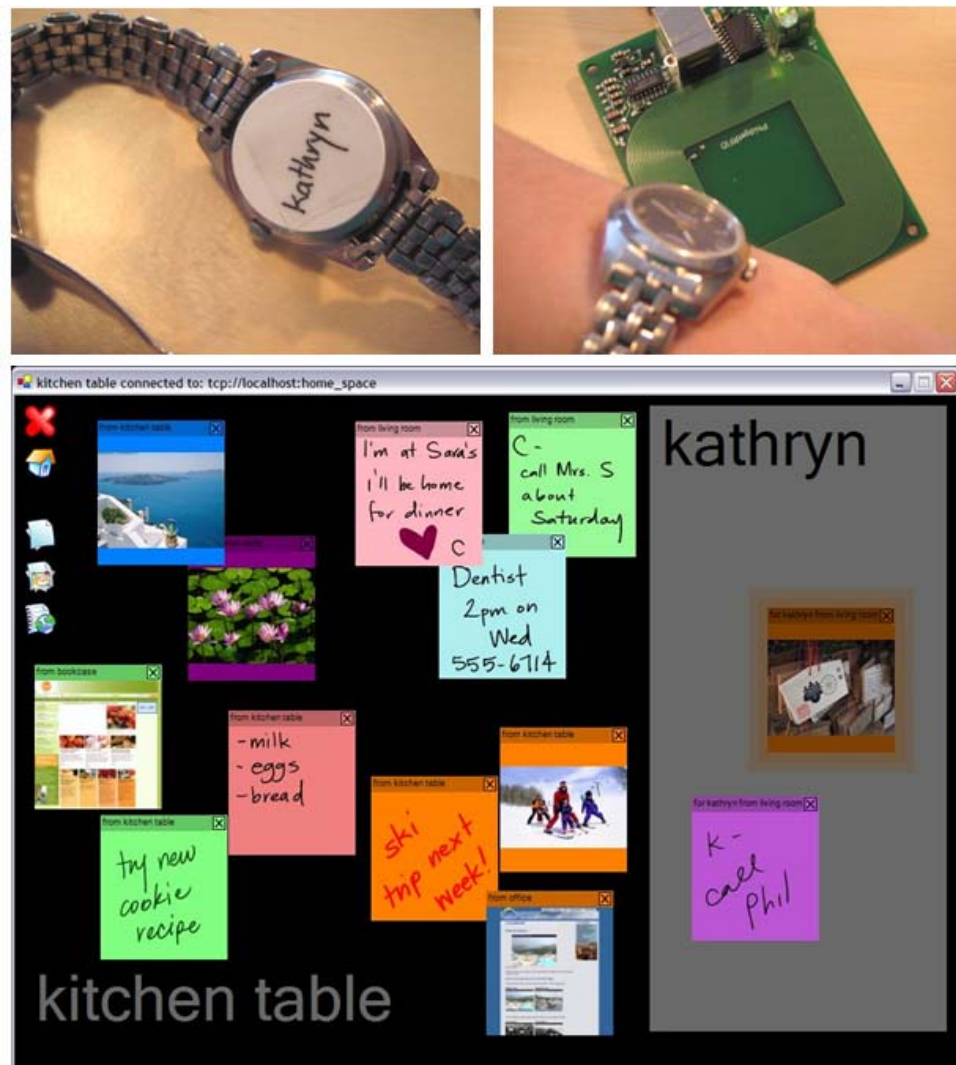 kathryn
PhidgetRFID
kitchen table connected to: tcp://localhost:home_space
from kitchen table
from living room
I'm at Sara's
i'll be home
for dinner
C
from living room
C-
call Mrs. S
about
Saturday
kathryn
Dentist
2pm on
Wed
555-6714
for kathryn from living room
from bookcase
from kitchen table
-milk
- eggs
-bread
from kitchen table
from kitchen table
ski
trip next
week!
for kathryn from living room
K-
call
Phil
from kitchen table
try new
cookie
recipe
from office
kitchen table